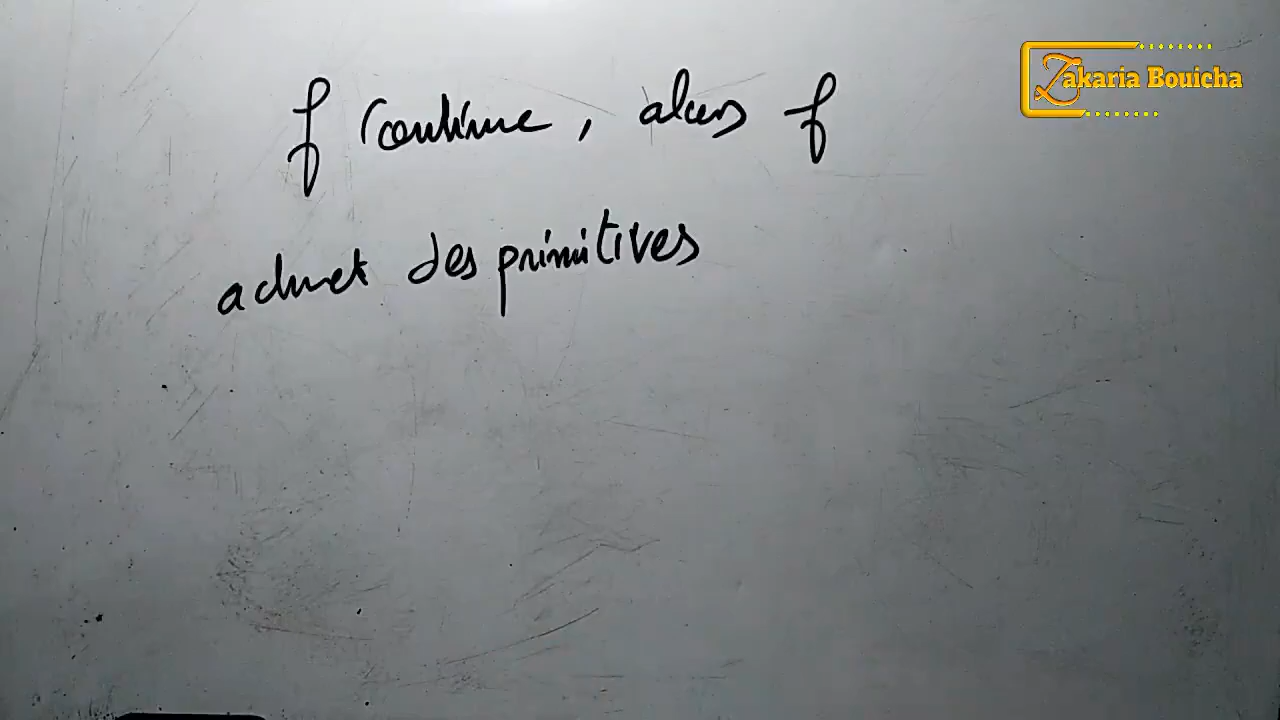 Zakaria Bouicha
f continue, alors f
admet des primitives